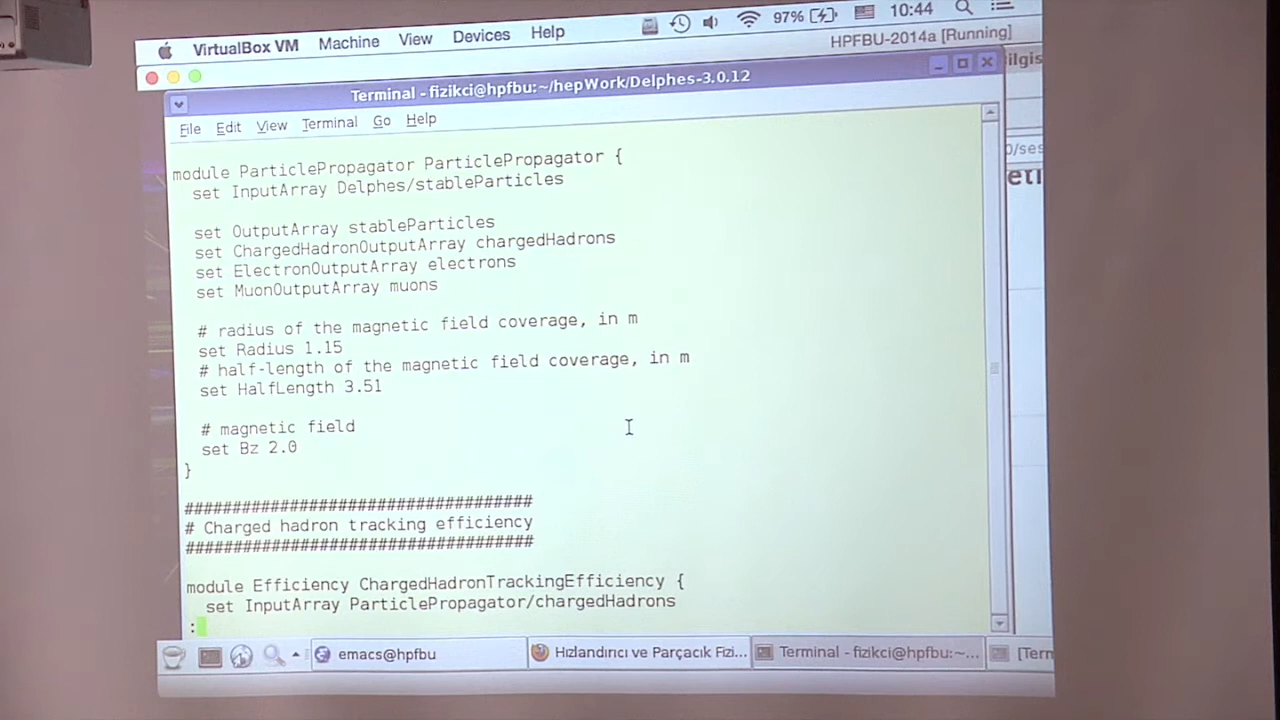 VirtualBox VM Machine View Devices Help 97% 10:44
HPFBU-2014a [Running]
Terminal - fizikci@hpfbu:~/hepWork/Delphes-3.0.12
File Edit View Terminal Go Help
module ParticlePropagator ParticlePropagator {
set InputArray Delphes/stableParticles
set OutputArray stableParticles
set ChargedHadronOutputArray chargedHadrons
set ElectronOutputArray electrons
set MuonOutputArray muons
# radius of the magnetic field coverage, in m
set Radius 1.15
# half-length of the magnetic field coverage, in m
set HalfLength 3.51
# magnetic field
set Bz 2.0
}
####################################
# Charged hadron tracking efficiency
####################################
module Efficiency ChargedHadronTrackingEfficiency {
set InputArray ParticlePropagator/chargedHadrons
:
emacs@hpfbu Hızlandırıcı ve Parçacık Fizi... Terminal - fizikci@hpfbu:~... [Term